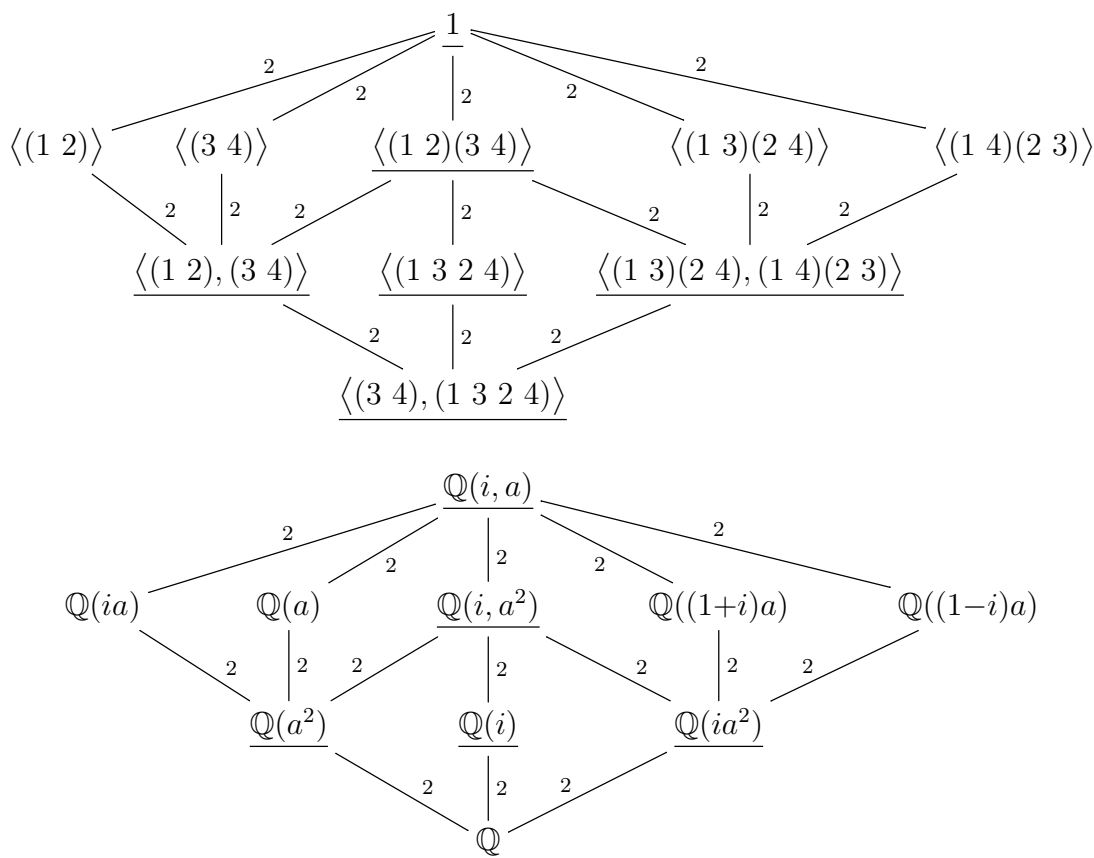 1
2 2 2 2 2
⟨(1 2)⟩ ⟨(3 4)⟩ ⟨(1 2)(3 4)⟩ ⟨(1 3)(2 4)⟩ ⟨(1 4)(2 3)⟩
2 2 2 2 2 2 2
⟨(1 2), (3 4)⟩ ⟨(1 3 2 4)⟩ ⟨(1 3)(2 4), (1 4)(2 3)⟩
2 2 2
⟨(3 4), (1 3 2 4)⟩
ℚ(i, a)
2 2 2 2 2
ℚ(ia) ℚ(a) ℚ(i, a²) ℚ((1+i)a) ℚ((1−i)a)
2 2 2 2 2 2 2
ℚ(a²) ℚ(i) ℚ(ia²)
2 2 2
ℚ